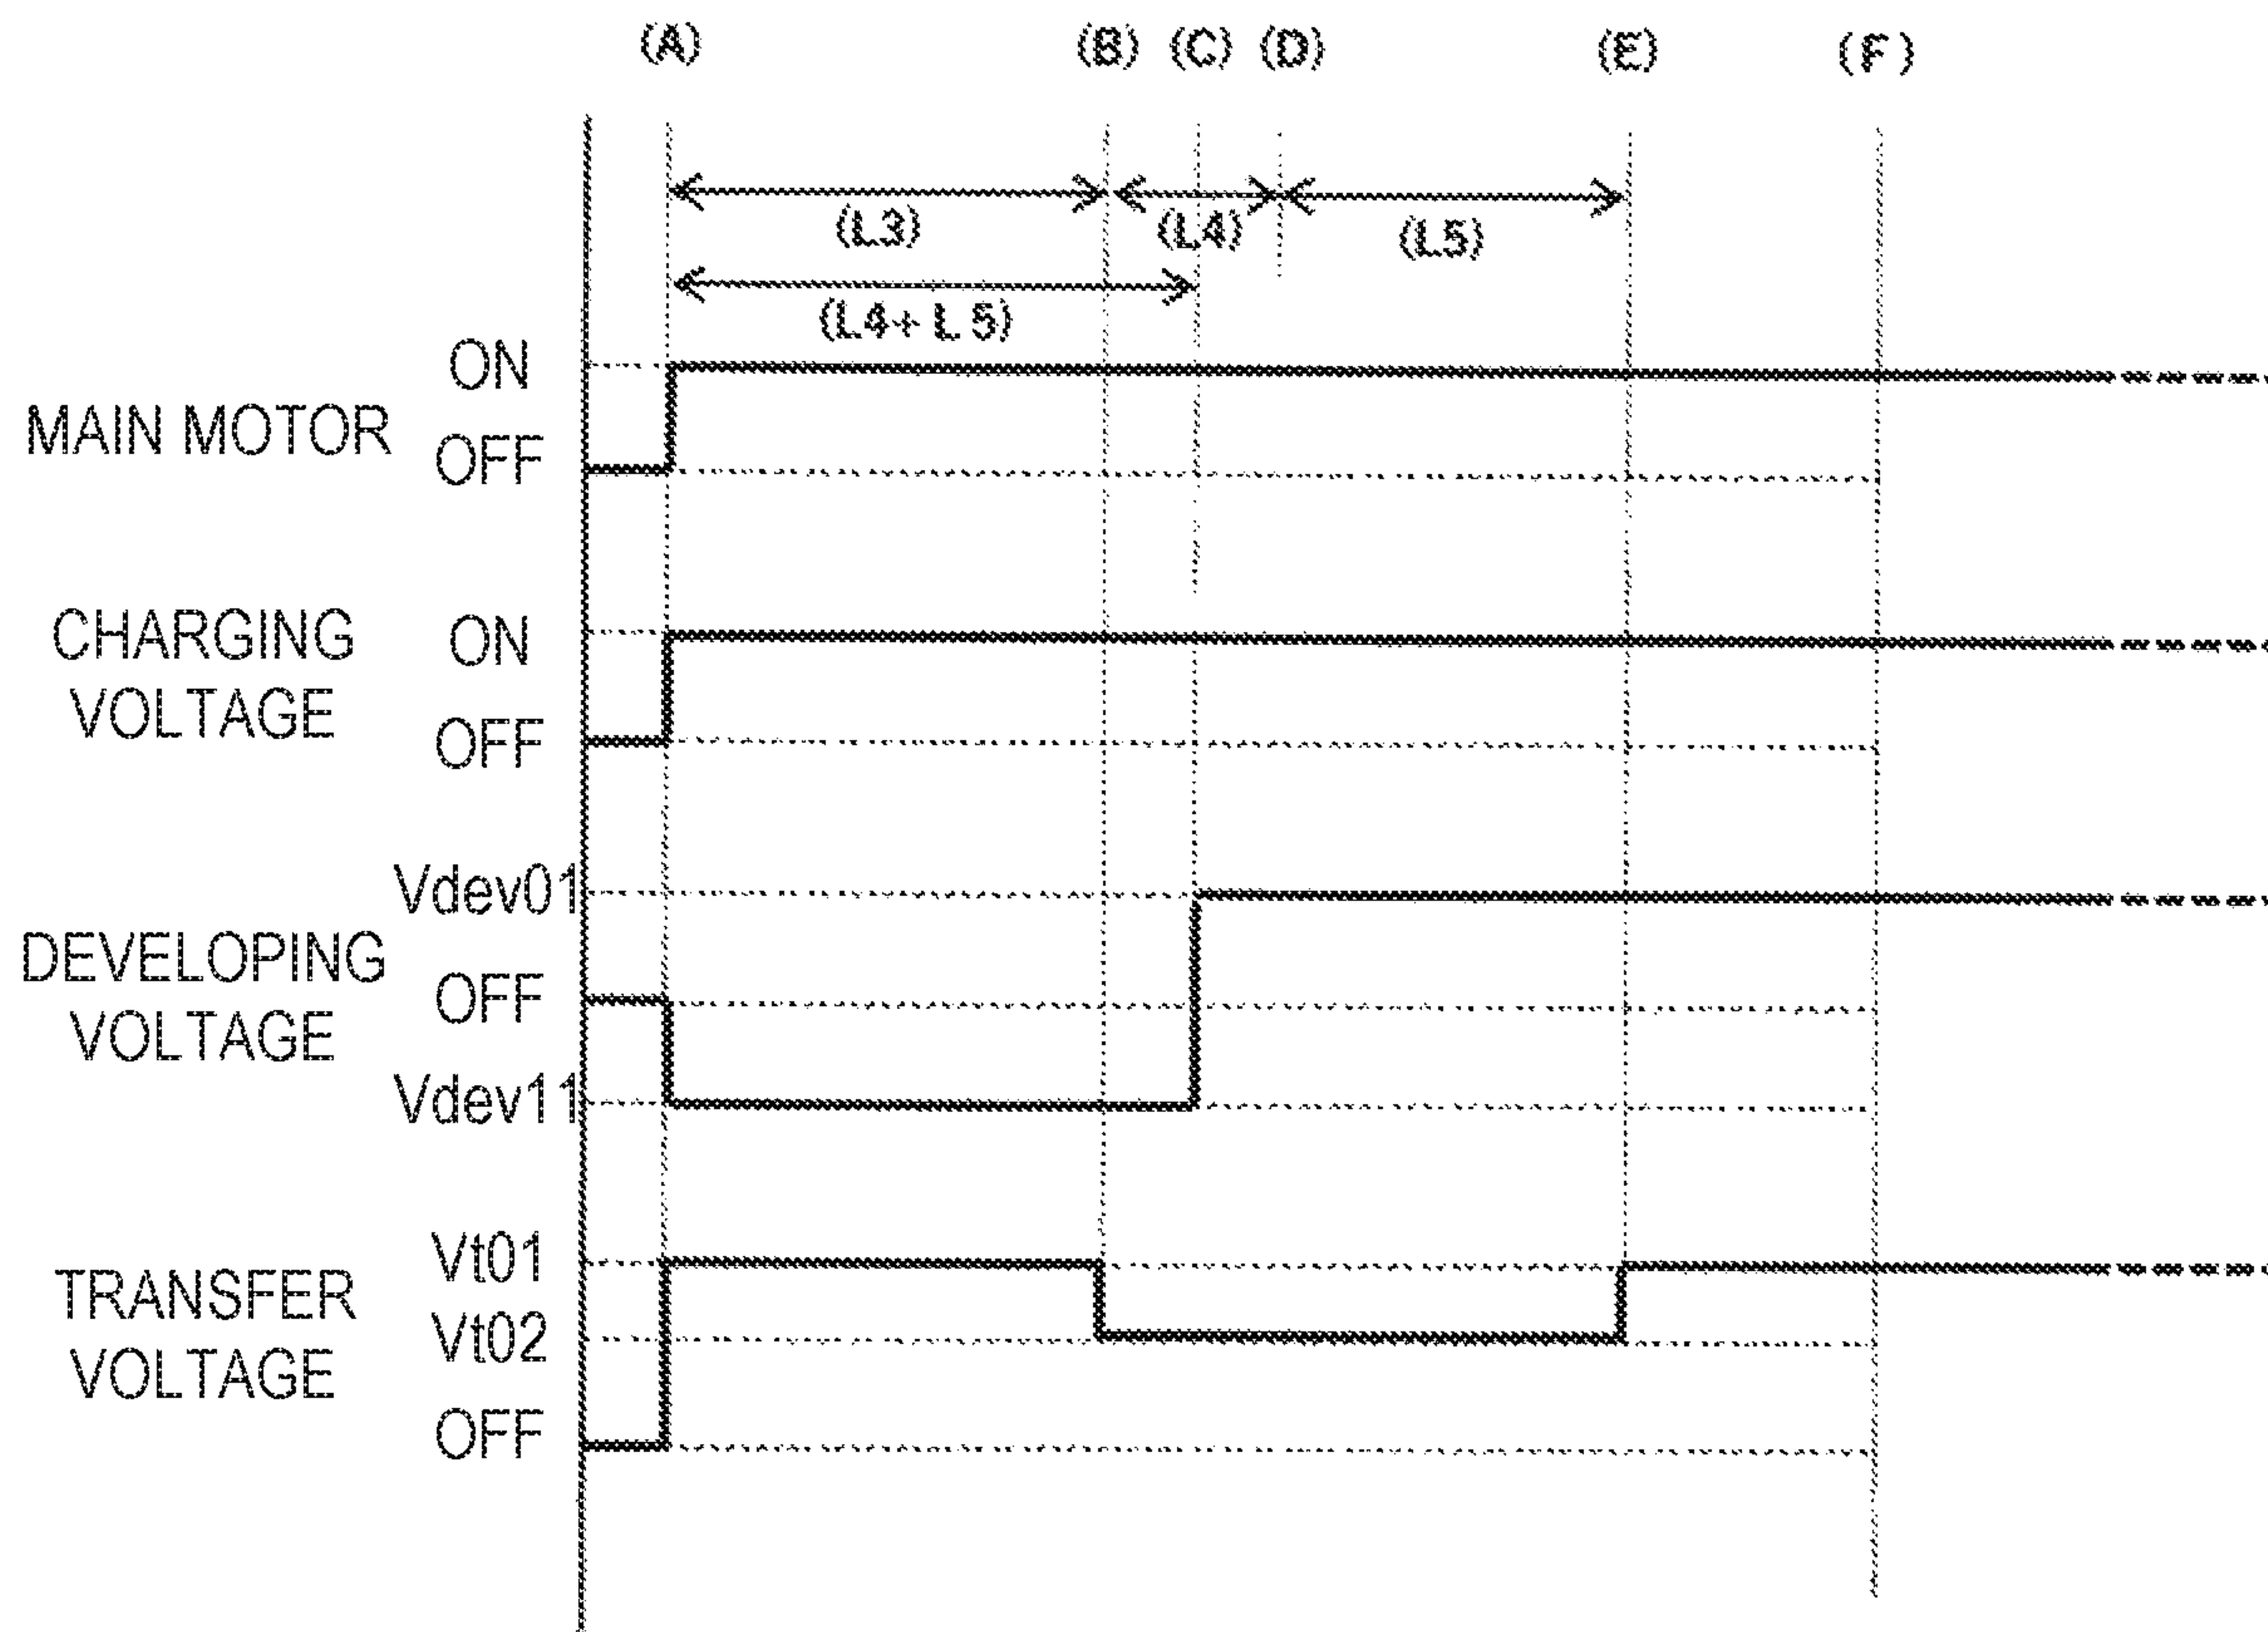 (A) (B) (C) (D) (E) (F)
(L3) (L4) (L5)
(L4+ L 5)
ON
MAIN MOTOR
OFF
CHARGING
VOLTAGE
ON
OFF
Vdev01
DEVELOPING
VOLTAGE
OFF
Vdev11
Vt01
TRANSFER
VOLTAGE
Vt02
OFF